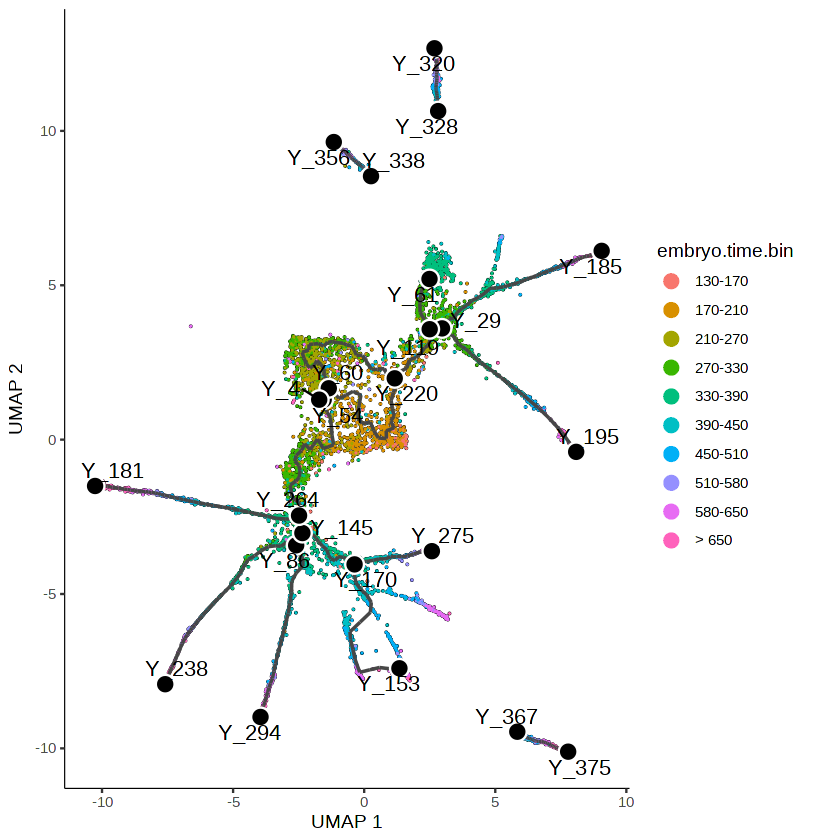 Y_320
Y_328
Y_356
Y_338
10
Y_185
Y_61
5
Y_29
Y_119
Y_60
Y_4
Y_220
Y_54
Y_195
0
Y_181
Y_264
Y_145
Y_275
Y_86
Y_170
-5
Y_238
Y_153
Y_294
Y_367
Y_375
-10
-10
-5
0
5
10
UMAP 1
UMAP 2
embryo.time.bin
130-170
170-210
210-270
270-330
330-390
390-450
450-510
510-580
580-650
> 650